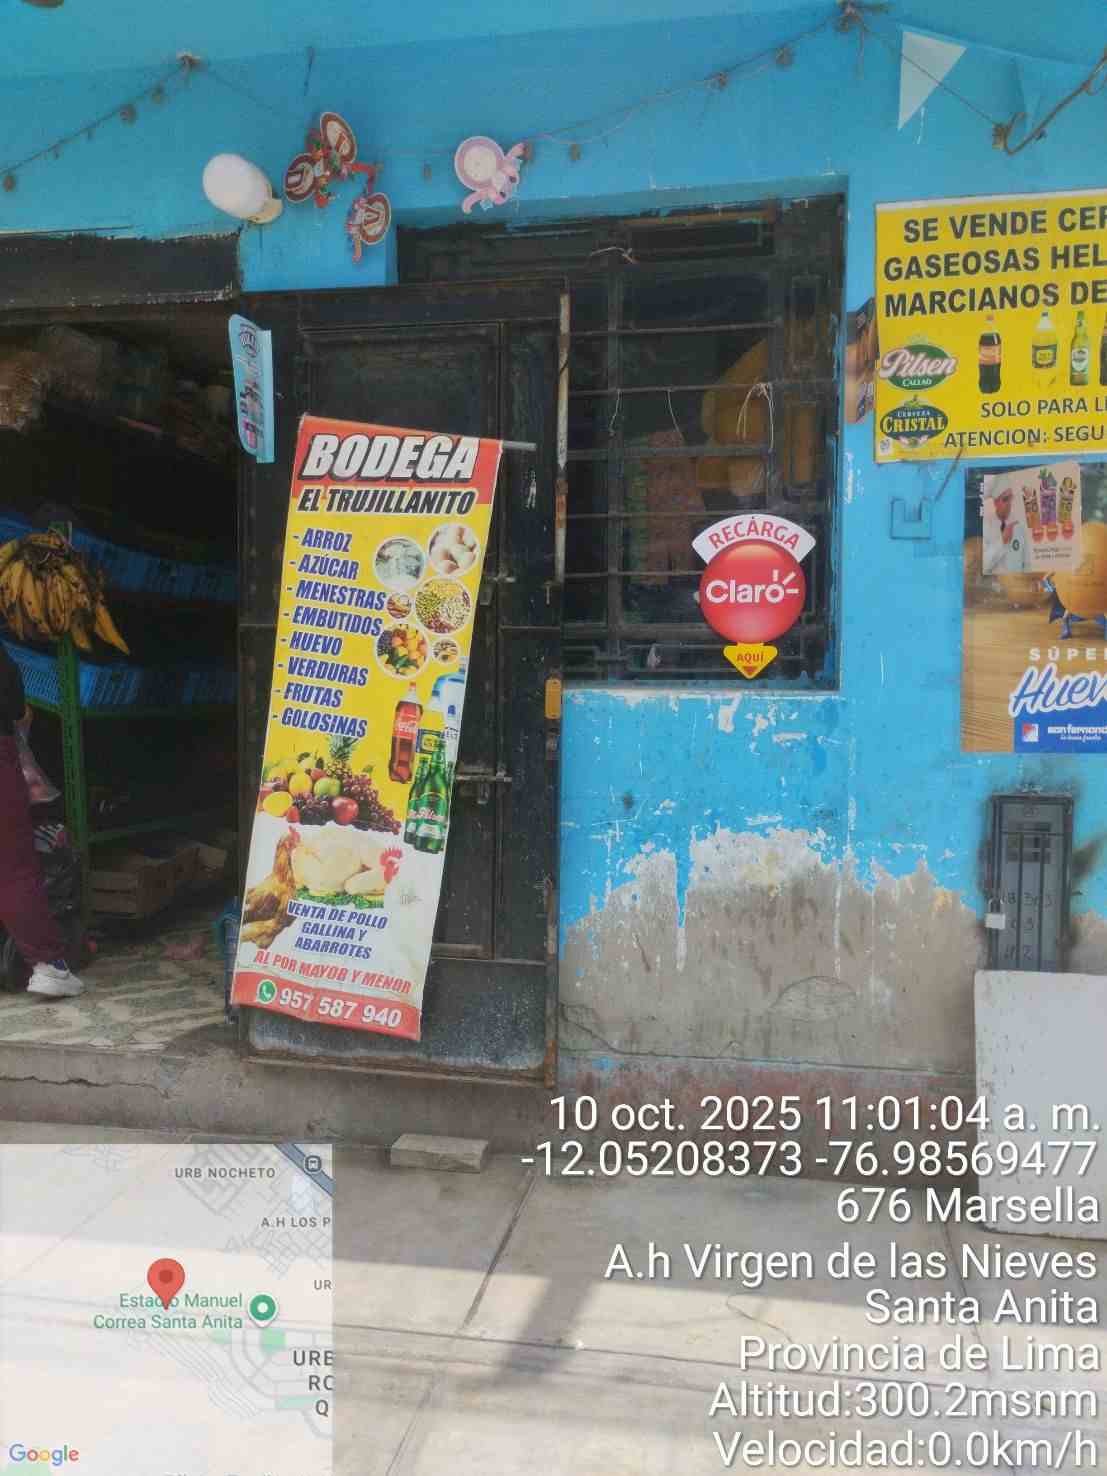 SE VENDE
GASEOSAS
MARCIANOS DE
Pilsen
CALLAO
CERVEZA
CRISTAL
SOLO PARA
ATENCION:
BODEGA
EL TRUJILLANITO
- ARROZ
- AZÚCAR
- MENESTRAS
- EMBUTIDOS
- HUEVO
- VERDURAS
- FRUTAS
- GOLOSINAS
VENTA DE POLLO
GALLINA Y
ABARROTES
AL POR MAYOR Y MENOR
957 587 940
RECARGA
Claro
AQUÍ
SÚPE
Huev
san fernando
10 oct. 2025 11:01:04 a. m.
-12.05208373 -76.98569477
676 Marsella
A.h Virgen de las Nieves
Santa Anita
Provincia de Lima
Altitud:300.2msnm
Velocidad:0.0km/h
URB NOCHETO
A.H LOS P
UR
Estadio Manuel
Correa Santa Anita
URB
RO
Q
Google